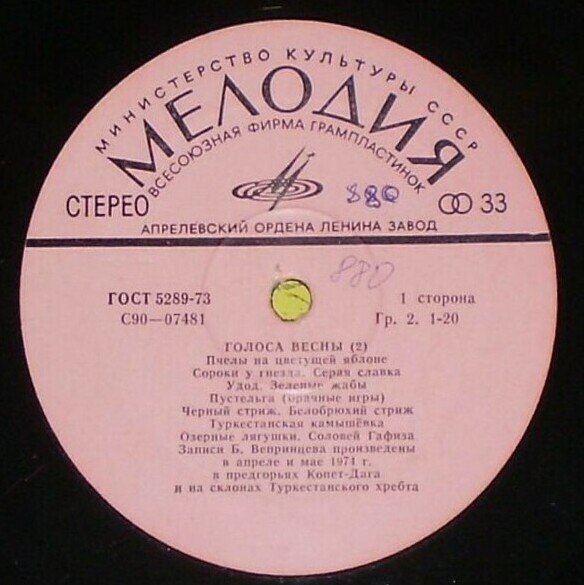 МИНИСТЕРСТВО КУЛЬТУРЫ СССР
МЕЛОДИЯ
ВСЕСОЮЗНАЯ ФИРМА ГРАМПЛАСТИНОК
СТЕРЕО
880
33
АПРЕЛЕВСКИЙ ОРДЕНА ЛЕНИНА ЗАВОД
880
ГОСТ 5289-73
1 сторона
С90—07481
Гр. 2. 1-20
ГОЛОСА ВЕСНЫ (2)
Пчелы на цветущей яблоне
Сороки у гнезда. Серая славка
Удод. Зеленые жабы
Пустельга (брачные игры)
Черный стриж. Белобрюхий стриж
Туркестанская камышёвка
Озерные лягушки. Соловей Гафиза
Записи Б. Вепринцева произведены
в апреле и мае 1974 г.
в предгорьях Копет-Дага
и на склонах Туркестанского хребта